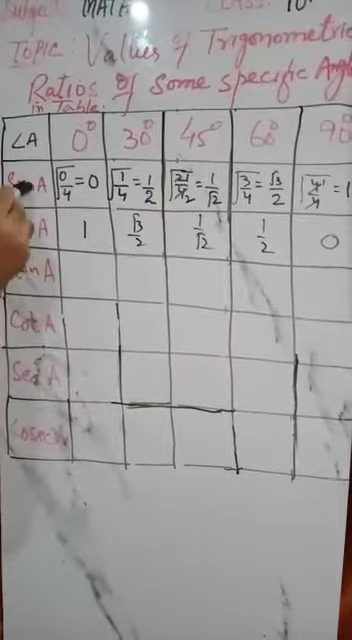 Subject: MATH CLASS: 10
TOPIC: Values of Trigonometric
Ratios Of Some specific Angl
in Table:
∠A 0° 30° 45° 60° 90°
A √0/4 = 0 √1/4 = 1/2 √2/4 = 1/√2 √3/4 = √3/2 √4/4 = 1
A 1 √3/2 1/√2 1/2 0
an A
Cot A
Sec A
Cosec